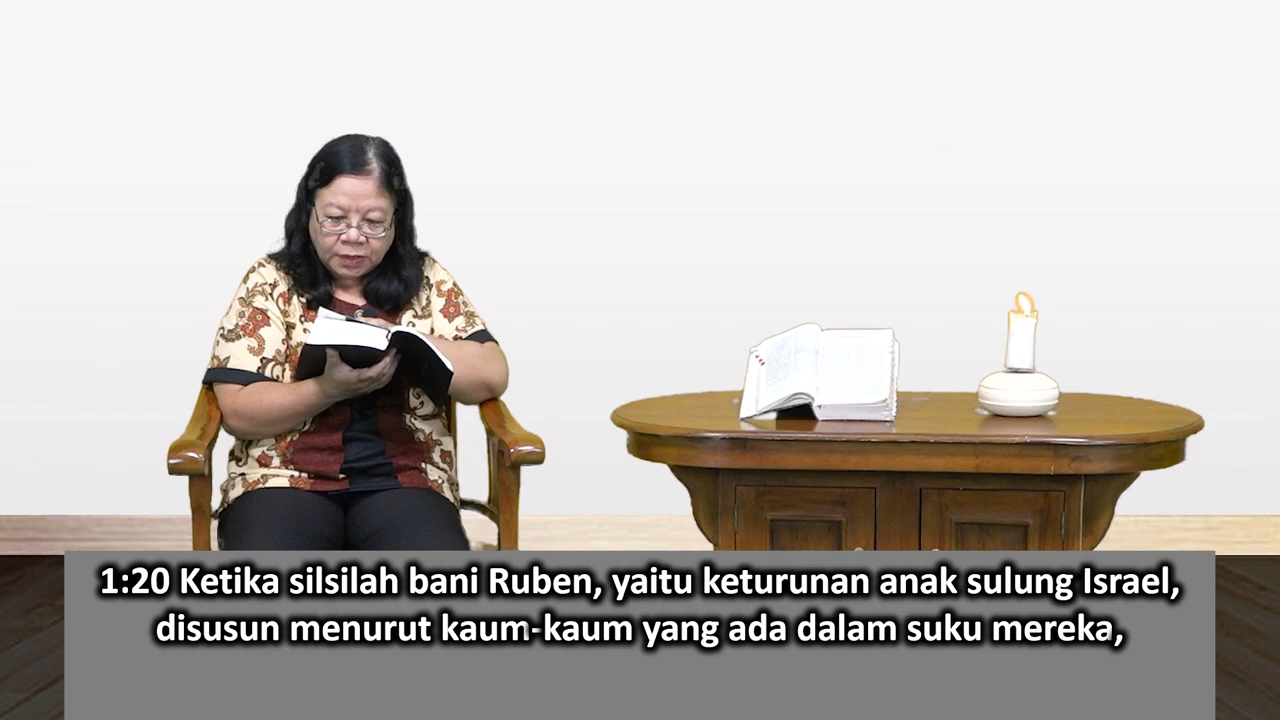 1:20 Ketika silsilah bani Ruben, yaitu keturunan anak sulung Israel,
disusun menurut kaum-kaum yang ada dalam suku mereka,